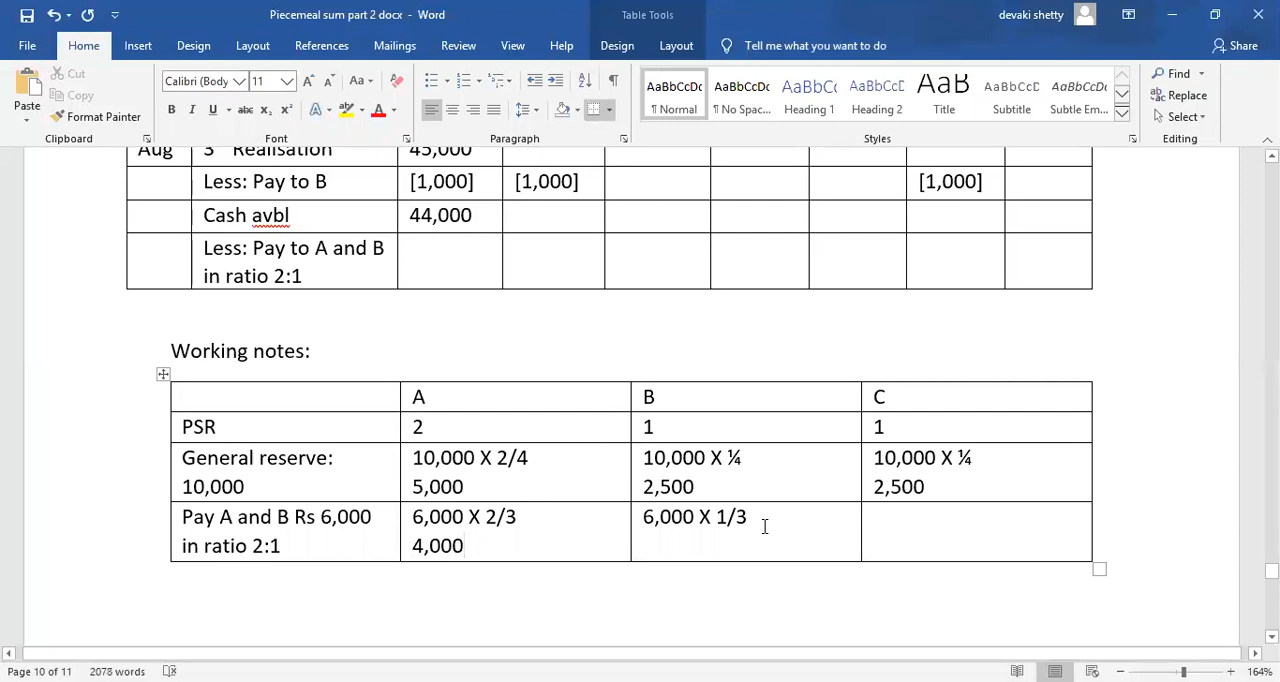 Piecemeal sum part 2 docx - Word
Table Tools
devaki shetty
File
Home
Insert
Design
Layout
References
Mailings
Review
View
Help
Design
Layout
Tell me what you want to do
Share
Paste
Cut
Copy
Format Painter
Clipboard
Calibri (Body
11
Font
Paragraph
AaBbCcDc
¶ Normal
AaBbCcDc
¶ No Spac...
AaBbCc
Heading 1
AaBbCcD
Heading 2
AaB
Title
AaBbCcD
Subtitle
AaBbCcDc
Subtle Em...
Styles
Find
Replace
Select
Editing
Aug
3 Realisation
45,000
Less: Pay to B
[1,000]
[1,000]
[1,000]
Cash avbl
44,000
Less: Pay to A and B
in ratio 2:1
Working notes:
A
B
C
PSR
2
1
1
General reserve:
10,000
10,000 X 2/4
5,000
10,000 X ¼
2,500
10,000 X ¼
2,500
Pay A and B Rs 6,000
in ratio 2:1
6,000 X 2/3
4,000
6,000 X 1/3
Page 10 of 11
2078 words
164%